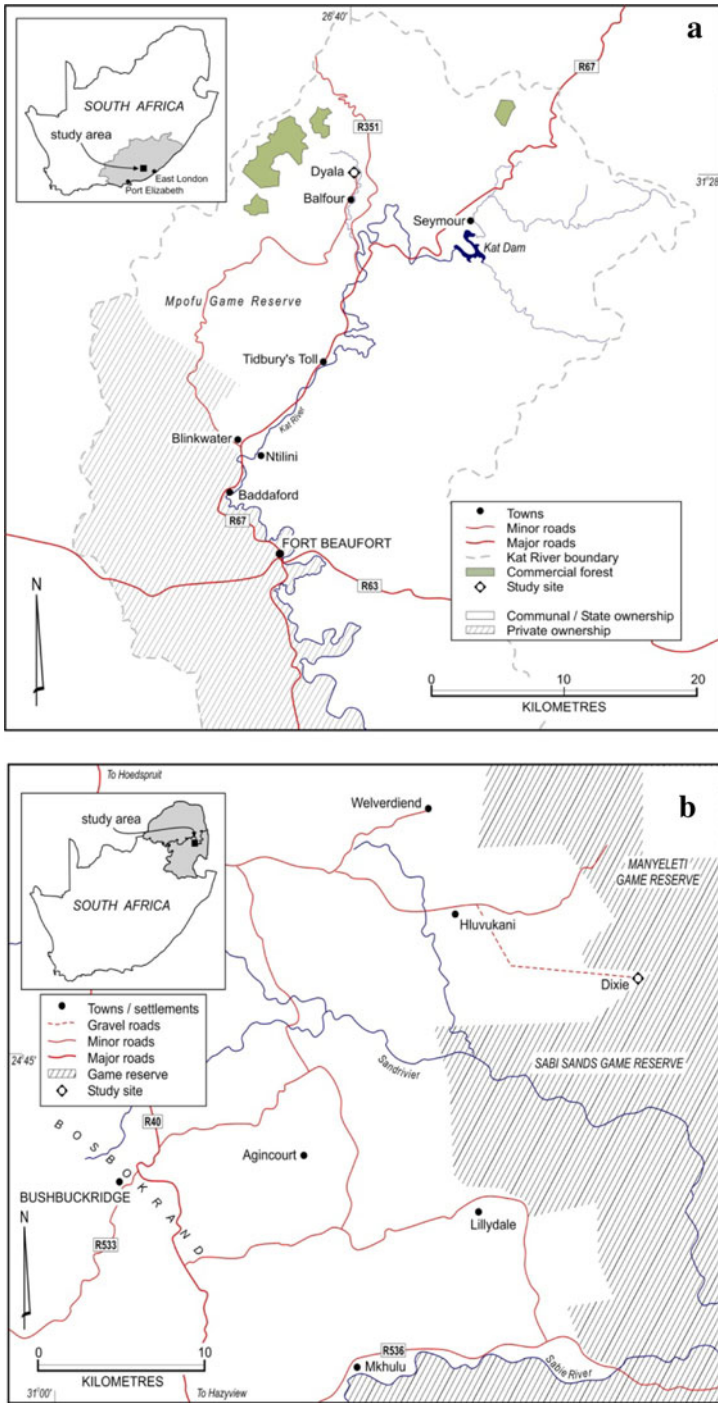 26°40'
a
R67
SOUTH AFRICA
study area
East London
Port Elizabeth
R351
Dyala
31°28'
Balfour
Seymour
Kat Dam
Mpofu Game Reserve
Tidbury's Toll
Kat River
Blinkwater
Ntilini
Baddaford
R67
FORT BEAUFORT
R63
N
Towns
Minor roads
Major roads
Kat River boundary
Commercial forest
Study site
Communal / State ownership
Private ownership
0 10 20
KILOMETRES
To Hoedspruit
b
study area
SOUTH AFRICA
Welverdiend
MANYELETI
GAME RESERVE
Hluvukani
Dixie
Towns / settlements
Gravel roads
Minor roads
Major roads
Game reserve
Study site
24°45'
Sandrivier
SABI SANDS GAME RESERVE
R40
BOSBOKRAND
Agincourt
BUSHBUCKRIDGE
Lillydale
N
R533
R536
Mkhulu
Sabie River
0 10
KILOMETRES
31°00'
To Hazyview